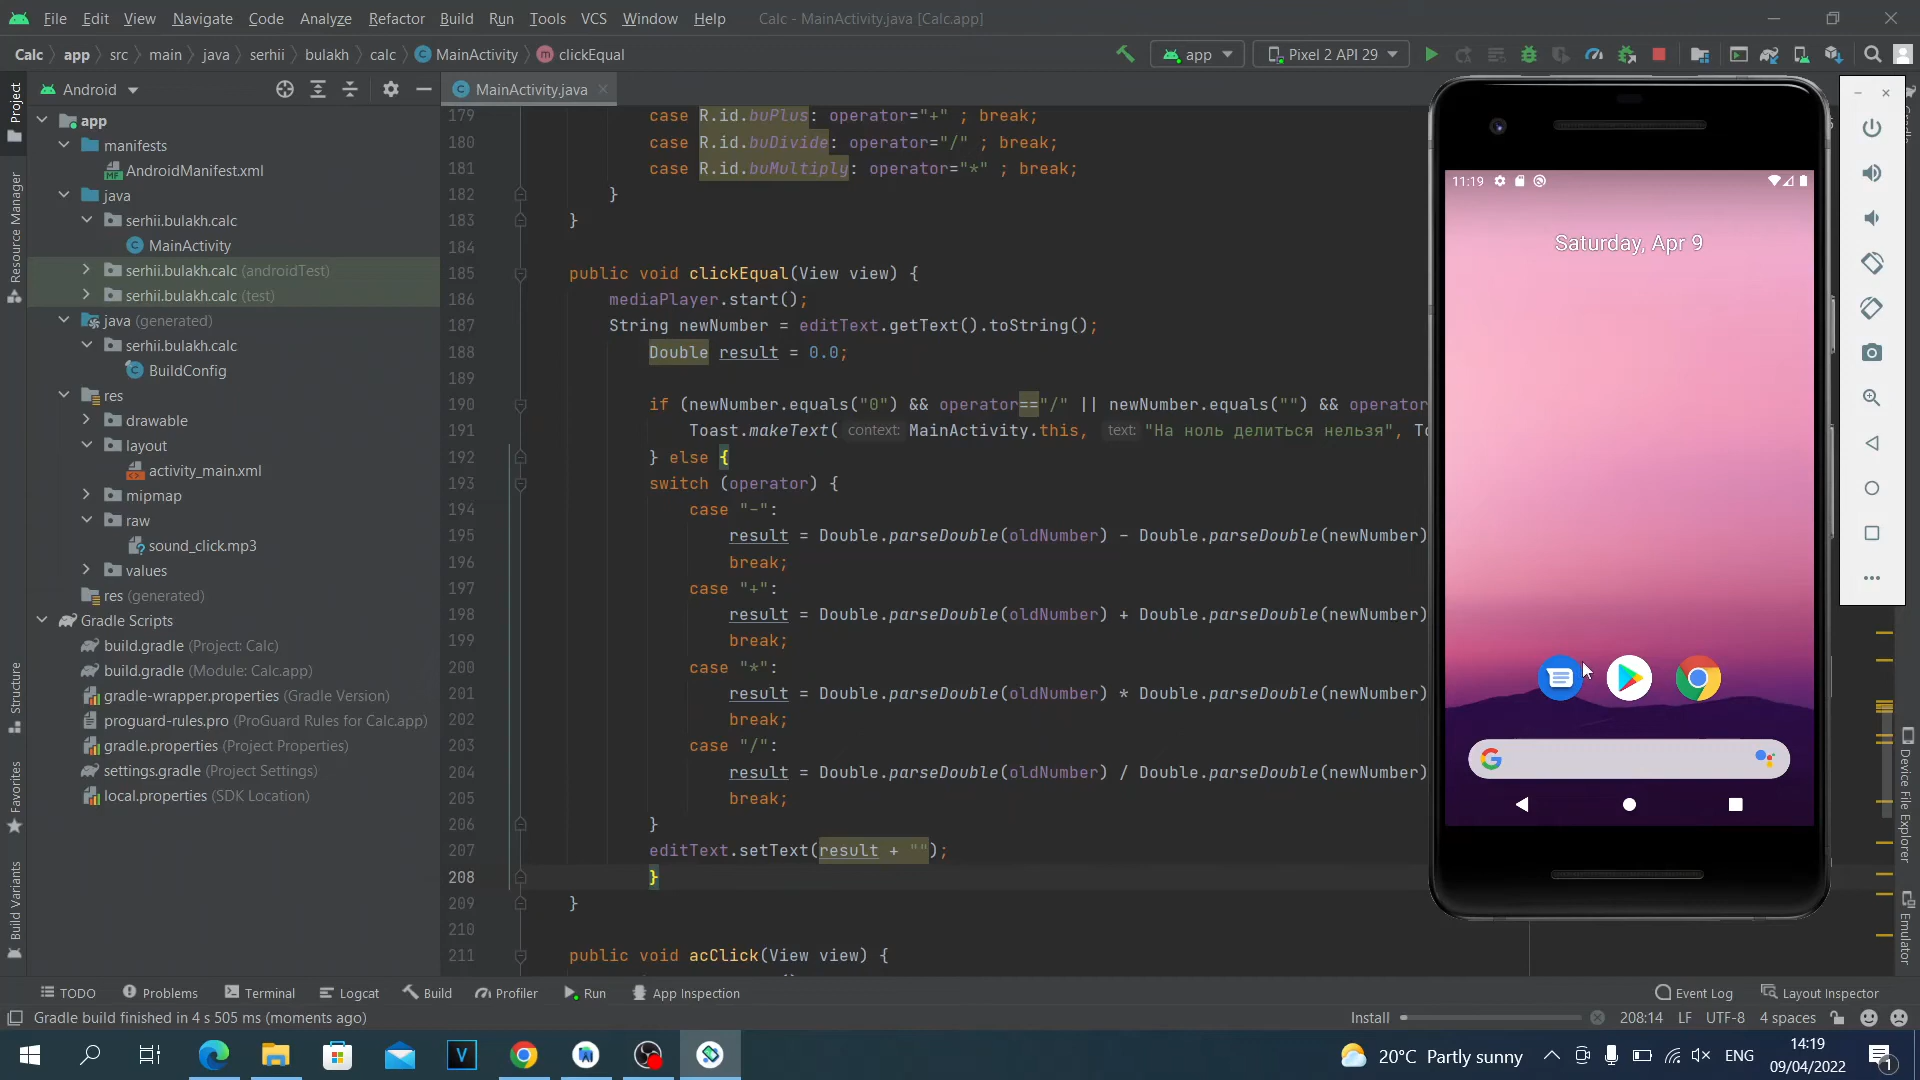 File Edit View Navigate Code Analyze Refactor Build Run Tools VCS Window Help Calc - MainActivity.java [Calc.app]
Calc app src main java serhii bulakh calc MainActivity clickEqual app Pixel 2 API 29
Android MainActivity.java
app
manifests
AndroidManifest.xml
java
serhii.bulakh.calc
MainActivity
serhii.bulakh.calc (androidTest)
serhii.bulakh.calc (test)
java (generated)
serhii.bulakh.calc
BuildConfig
res
drawable
layout
activity_main.xml
mipmap
raw
sound_click.mp3
values
res (generated)
Gradle Scripts
build.gradle (Project: Calc)
build.gradle (Module: Calc.app)
gradle-wrapper.properties (Gradle Version)
proguard-rules.pro (ProGuard Rules for Calc.app)
gradle.properties (Project Properties)
settings.gradle (Project Settings)
local.properties (SDK Location)
Project
Resource Manager
Structure
Favorites
Build Variants
179 case R.id.buPlus: operator="+" ; break;
180 case R.id.buDivide: operator="/" ; break;
181 case R.id.buMultiply: operator="*" ; break;
182 }
183 }
184
185 public void clickEqual(View view) {
186 mediaPlayer.start();
187 String newNumber = editText.getText().toString();
188 Double result = 0.0;
189
190 if (newNumber.equals("0") && operator=="/" || newNumber.equals("") && operator
191 Toast.makeText( context: MainActivity.this, text: "На ноль делиться нельзя", To
192 } else {
193 switch (operator) {
194 case "-":
195 result = Double.parseDouble(oldNumber) - Double.parseDouble(newNumber)
196 break;
197 case "+":
198 result = Double.parseDouble(oldNumber) + Double.parseDouble(newNumber)
199 break;
200 case "*":
201 result = Double.parseDouble(oldNumber) * Double.parseDouble(newNumber)
202 break;
203 case "/":
204 result = Double.parseDouble(oldNumber) / Double.parseDouble(newNumber)
205 break;
206 }
207 editText.setText(result + "");
208 }
209 }
210
211 public void acClick(View view) {
11:19
Saturday, Apr 9
Device File Explorer
Emulator
TODO Problems Terminal Logcat Build Profiler Run App Inspection Event Log Layout Inspector
Gradle build finished in 4 s 505 ms (moments ago) Install 208:14 LF UTF-8 4 spaces
20°C Partly sunny ENG
14:19
09/04/2022
1